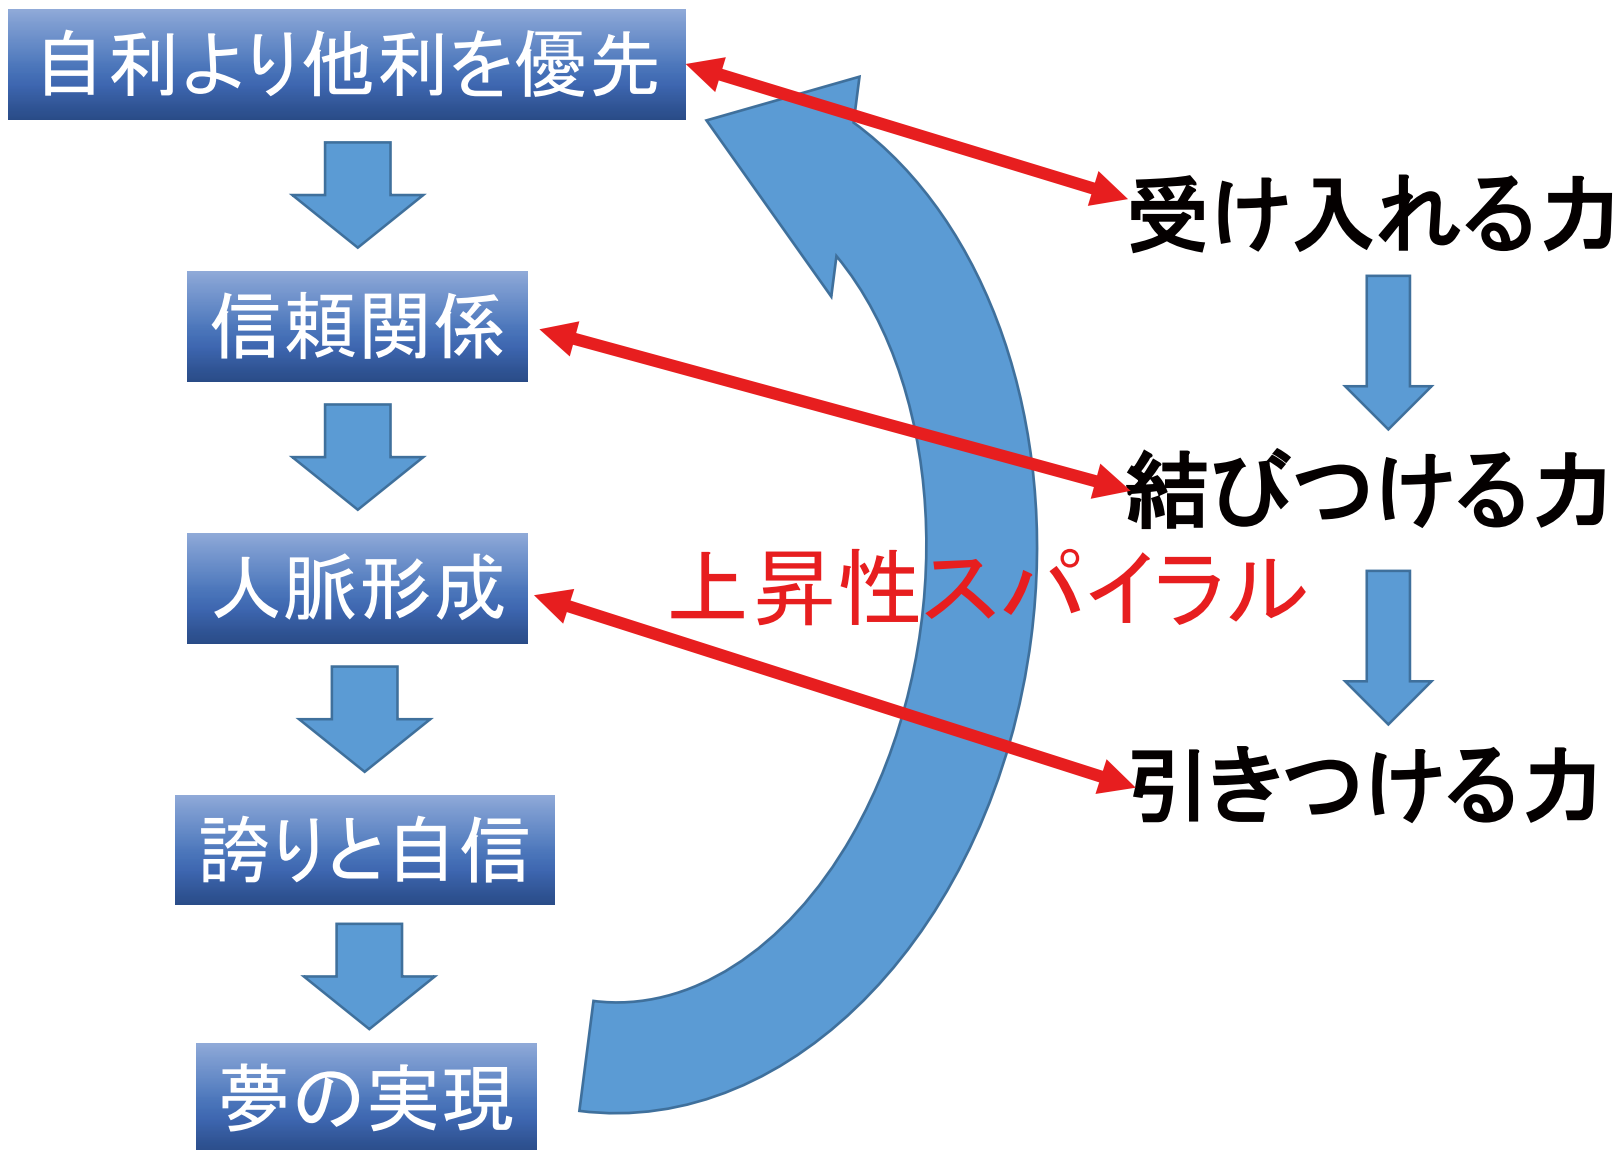 自利より他利を優先
信頼関係
人脈形成
誇りと自信
夢の実現
上昇性スパイラル
受け入れる力
結びつける力
引きつける力